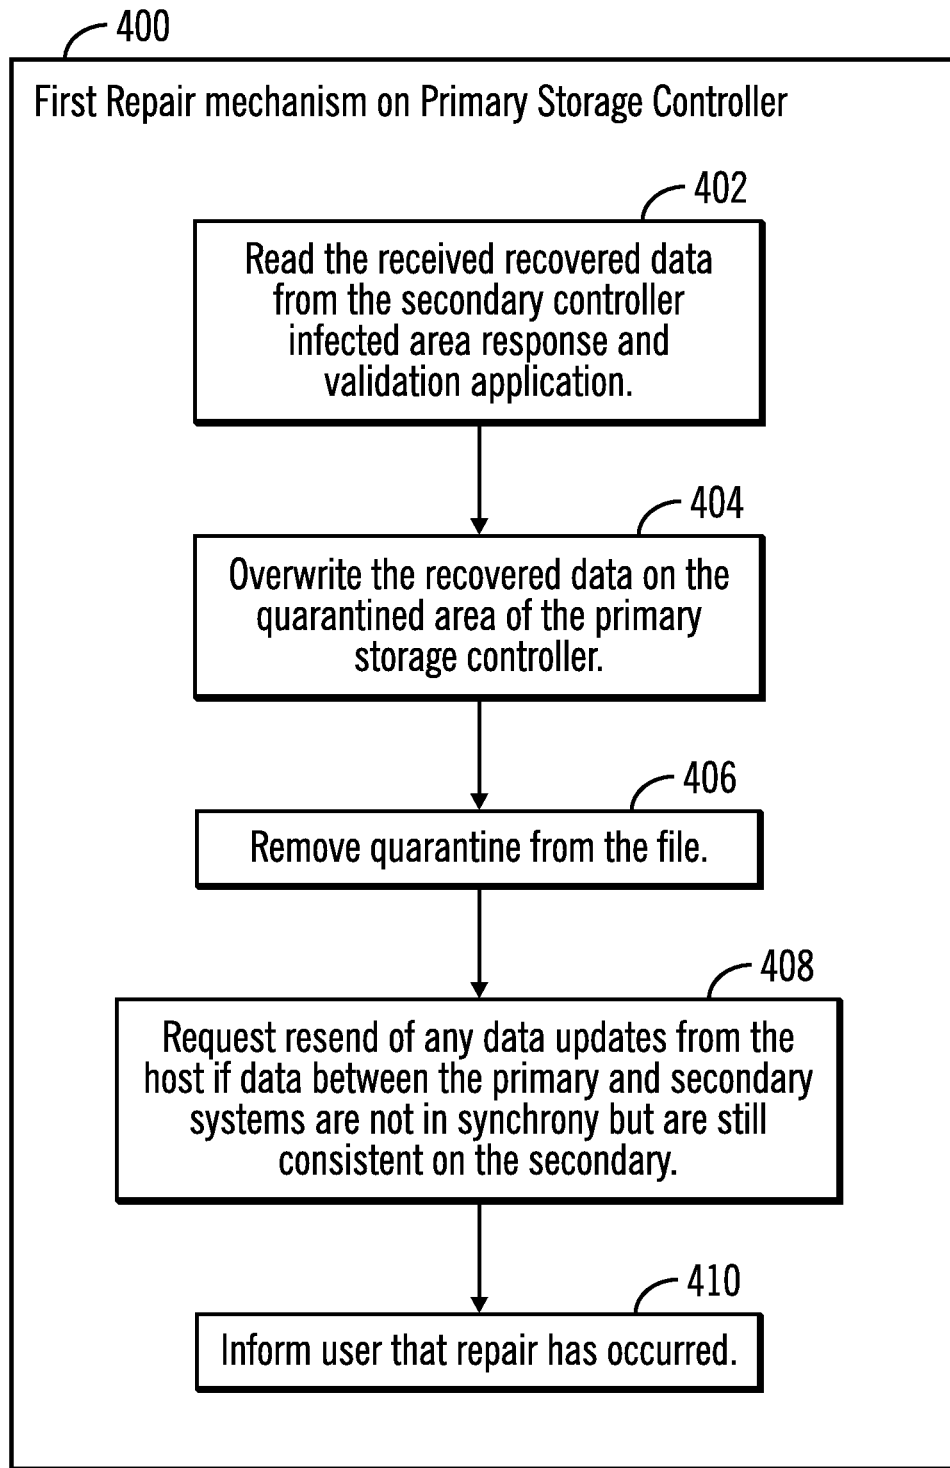 400
First Repair mechanism on Primary Storage Controller
402
Read the received recovered data
from the secondary controller
infected area response and
validation application.
404
Overwrite the recovered data on the
quarantined area of the primary
storage controller.
406
Remove quarantine from the file.
408
Request resend of any data updates from the
host if data between the primary and secondary
systems are not in synchrony but are still
consistent on the secondary.
410
Inform user that repair has occurred.